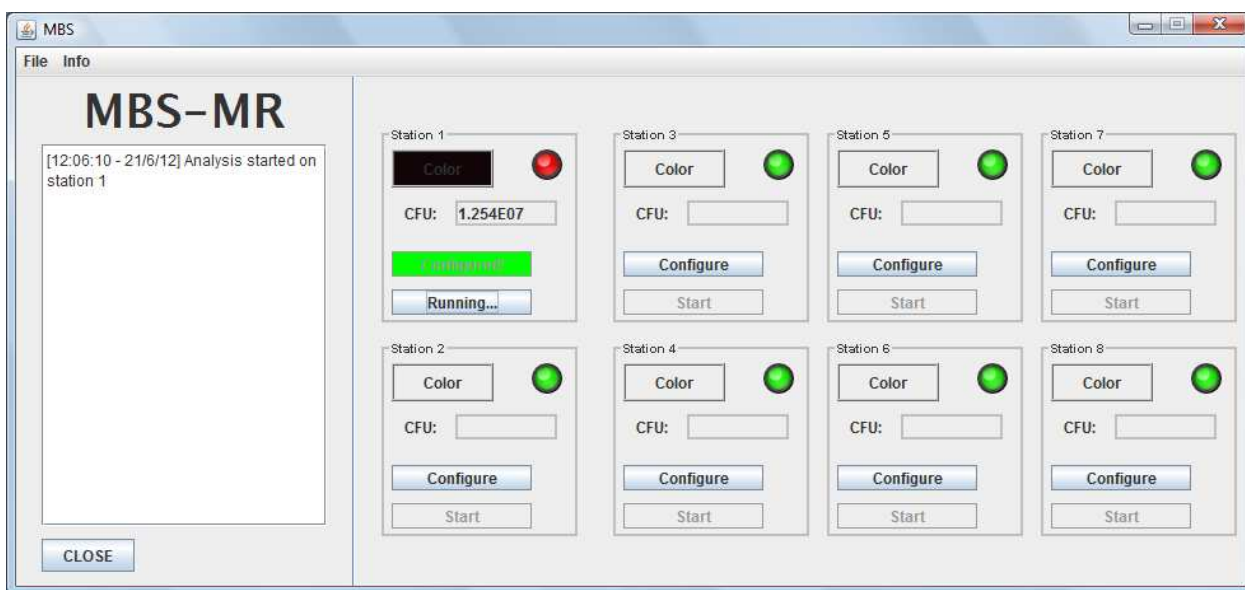 MBS
File Info
MBS-MR
[12:06:10 - 21/6/12] Analysis started on
station 1
CLOSE
Station 1
Color
CFU: 1.254E07
Configured!
Running...
Station 3
Color
CFU:
Configure
Start
Station 5
Color
CFU:
Configure
Start
Station 7
Color
CFU:
Configure
Start
Station 2
Color
CFU:
Configure
Start
Station 4
Color
CFU:
Configure
Start
Station 6
Color
CFU:
Configure
Start
Station 8
Color
CFU:
Configure
Start